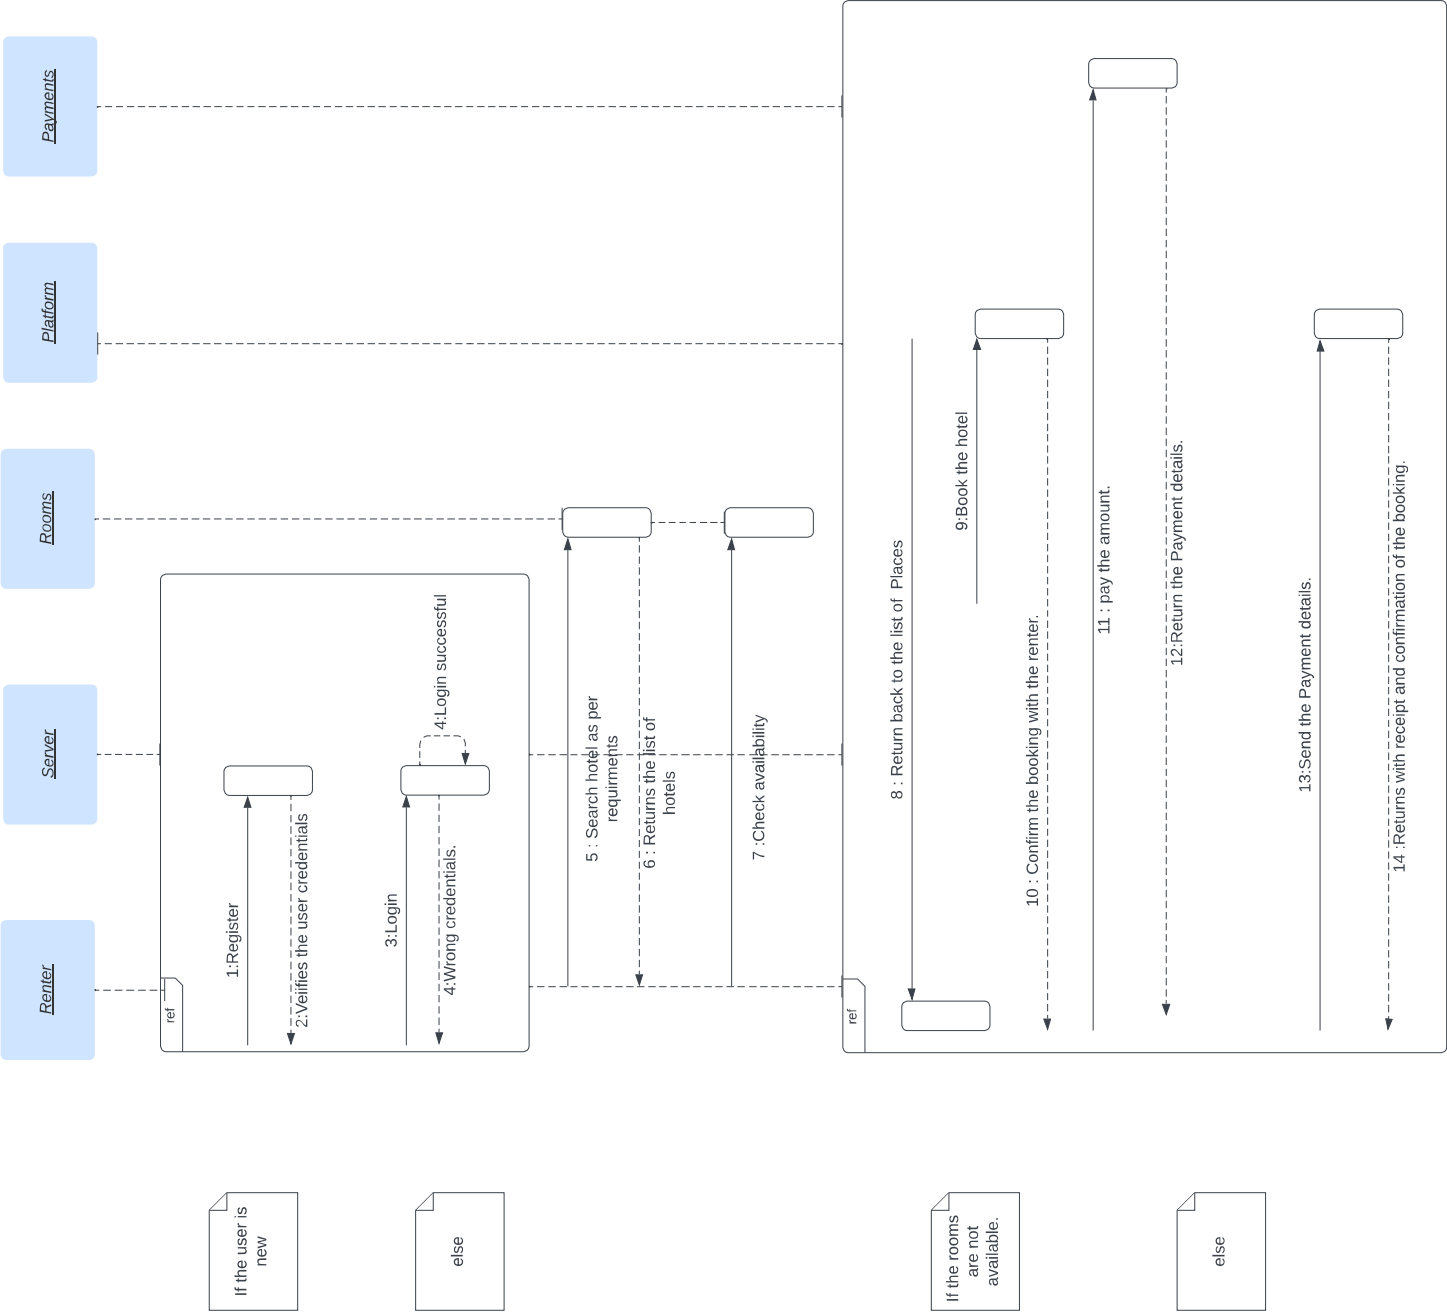 Renter
Server
Rooms
Platform
Payments
ref
1:Register
2:Veiifies the user credentials
3:Login
4:Wrong credentials.
4:Login successful
5 : Search hotel as per
requirments
6 : Returns the list of
hotels
7 :Check availability
ref
8 : Return back to the list of Places
9:Book the hotel
10 : Confirm the booking with the renter.
11 : pay the amount.
12:Return the Payment details.
13:Send the Payment details.
14 :Returns with receipt and confirmation of the booking.
If the user is
new
else
If the rooms
are not
available.
else